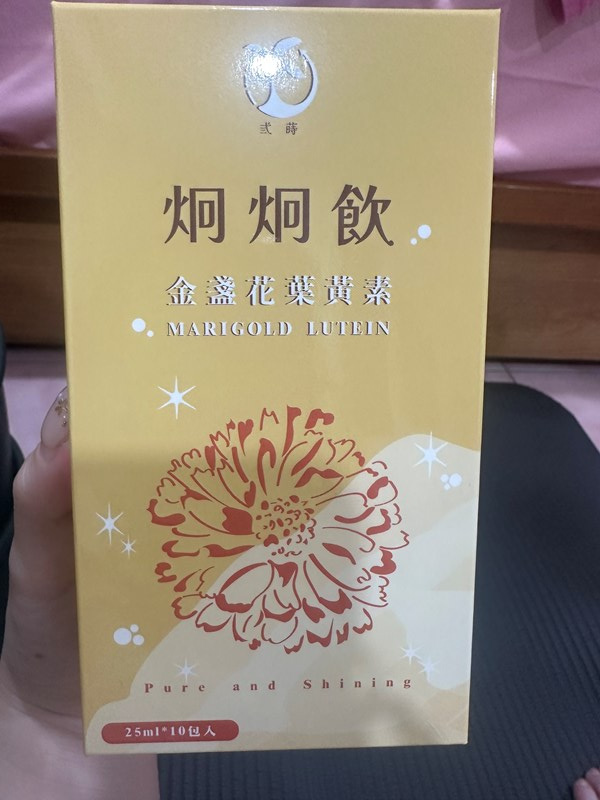 弎蒔
炯炯飲
金盞花葉黃素
MARIGOLD LUTEIN
Pure and Shining
25ml*10包入